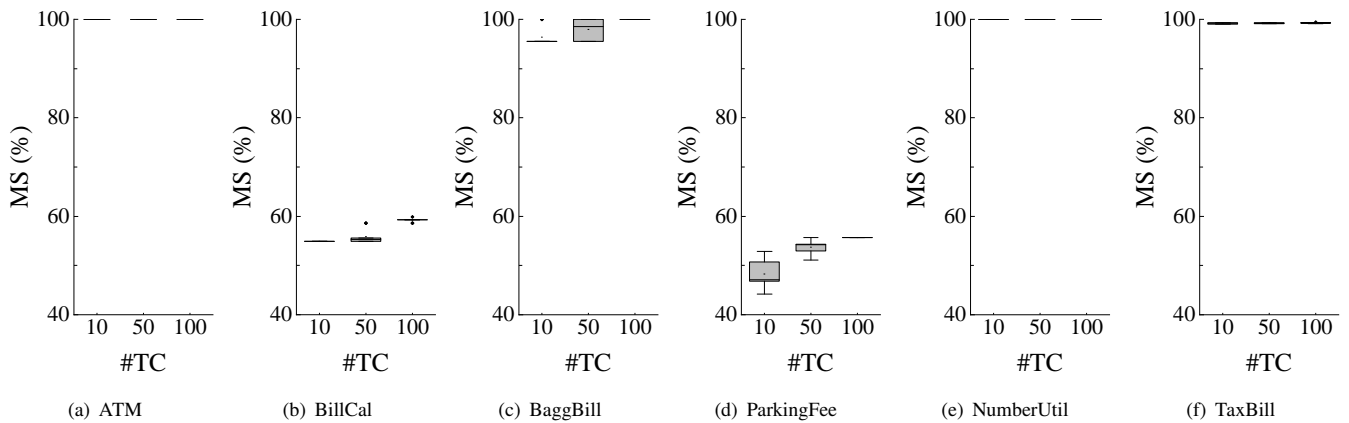 MS (%)
100
80
60
40
10 50 100
#TC
(a) ATM
MS (%)
100
80
60
40
10 50 100
#TC
(b) BillCal
MS (%)
100
80
60
40
10 50 100
#TC
(c) BaggBill
MS (%)
100
80
60
40
10 50 100
#TC
(d) ParkingFee
MS (%)
100
80
60
40
10 50 100
#TC
(e) NumberUtil
MS (%)
100
80
60
40
10 50 100
#TC
(f) TaxBill